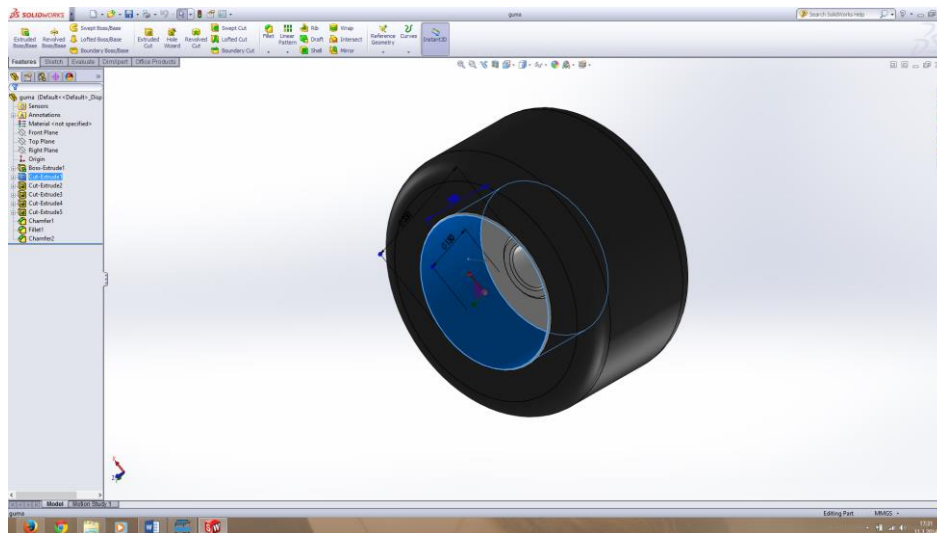 SOLIDWORKS
guma
Search SolidWorks Help
Extruded Boss/Base
Revolved Boss/Base
Swept Boss/Base
Lofted Boss/Base
Boundary Boss/Base
Extruded Cut
Hole Wizard
Revolved Cut
Swept Cut
Lofted Cut
Boundary Cut
Fillet
Linear Pattern
Rib
Draft
Shell
Wrap
Intersect
Mirror
Reference Geometry
Curves
Instant3D
Features
Sketch
Evaluate
DimXpert
Office Products
guma (Default<<Default>_Disp
Sensors
Annotations
Material <not specified>
Front Plane
Top Plane
Right Plane
Origin
Boss-Extrude1
Cut-Extrude1
Cut-Extrude2
Cut-Extrude3
Cut-Extrude4
Cut-Extrude5
Chamfer1
Fillet1
Chamfer2
Model
Motion Study 1
guma
Editing Part
MMGS
17:31